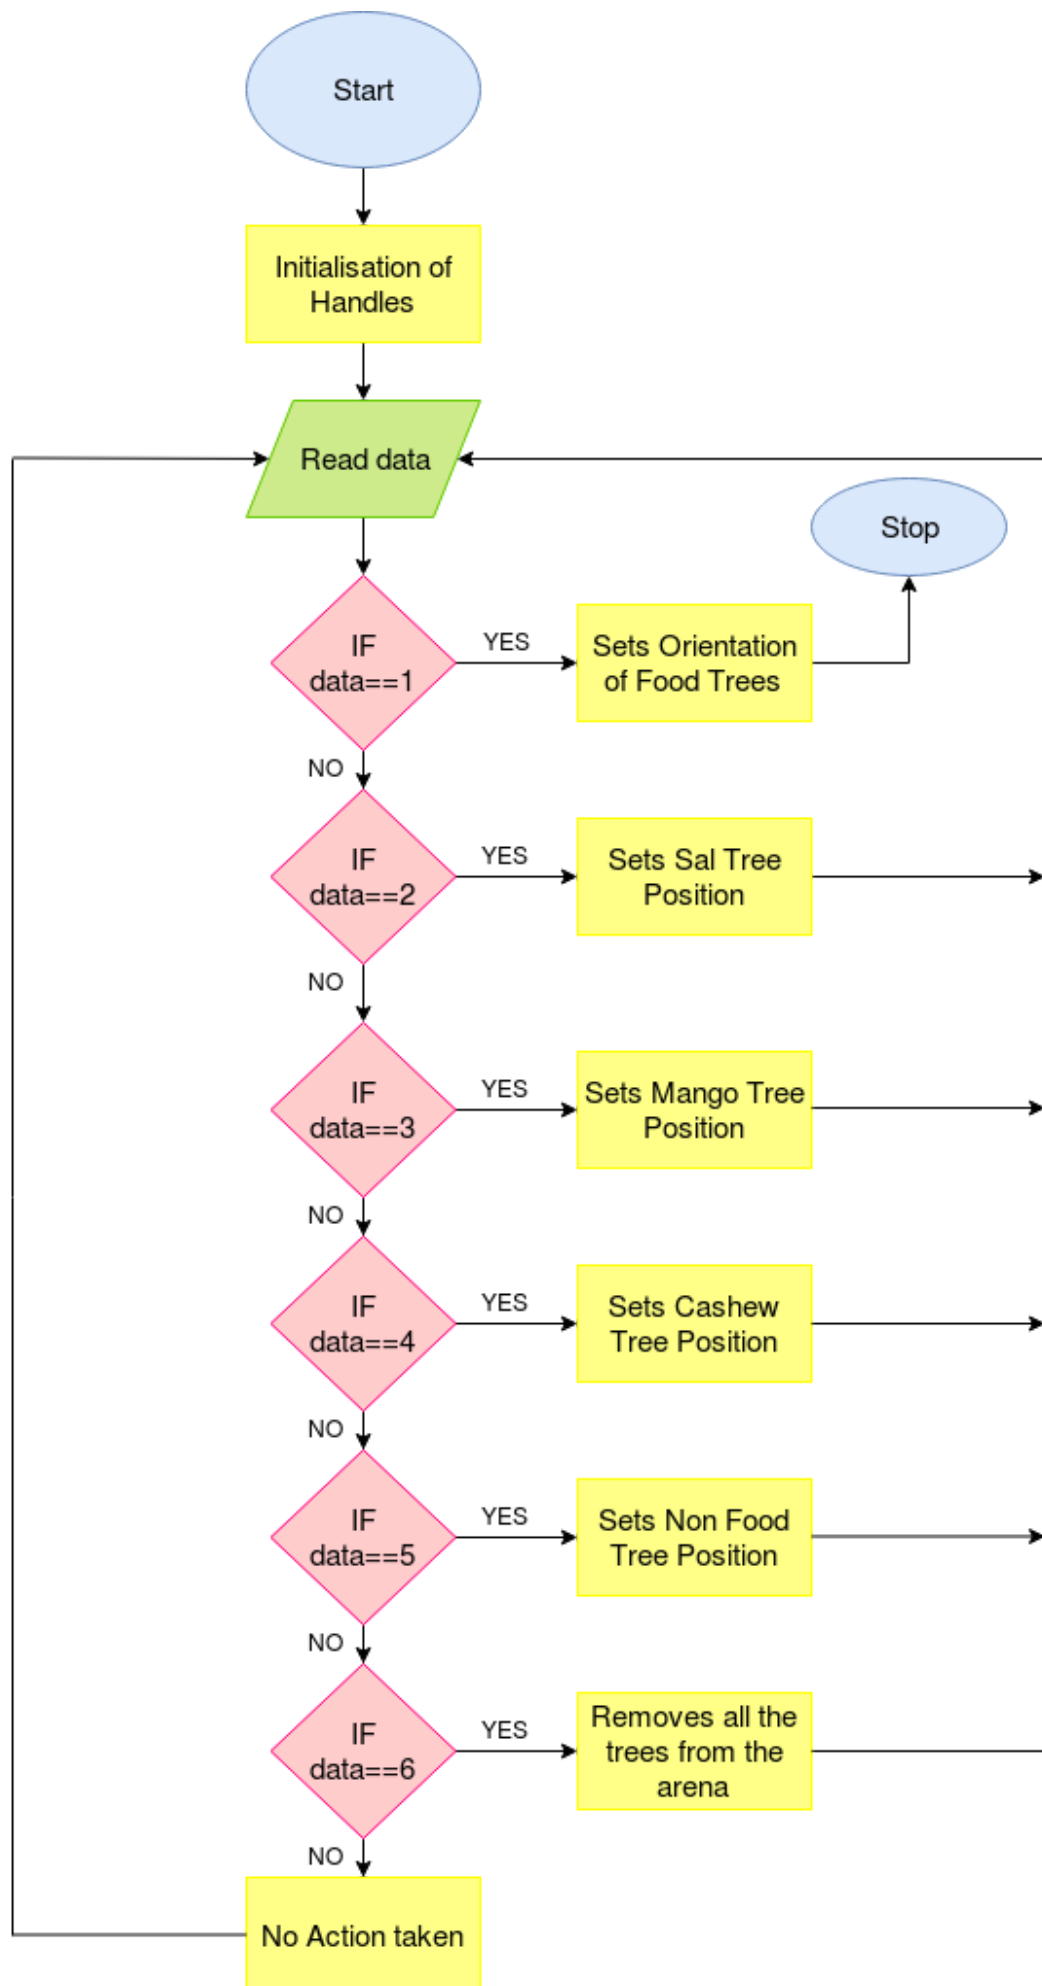 Start
Initialisation of
Handles
Read data
Stop
IF
data==1
YES
Sets Orientation
of Food Trees
NO
IF
data==2
YES
Sets Sal Tree
Position
NO
IF
data==3
YES
Sets Mango Tree
Position
NO
IF
data==4
YES
Sets Cashew
Tree Position
NO
IF
data==5
YES
Sets Non Food
Tree Position
NO
IF
data==6
YES
Removes all the
trees from the
arena
NO
No Action taken